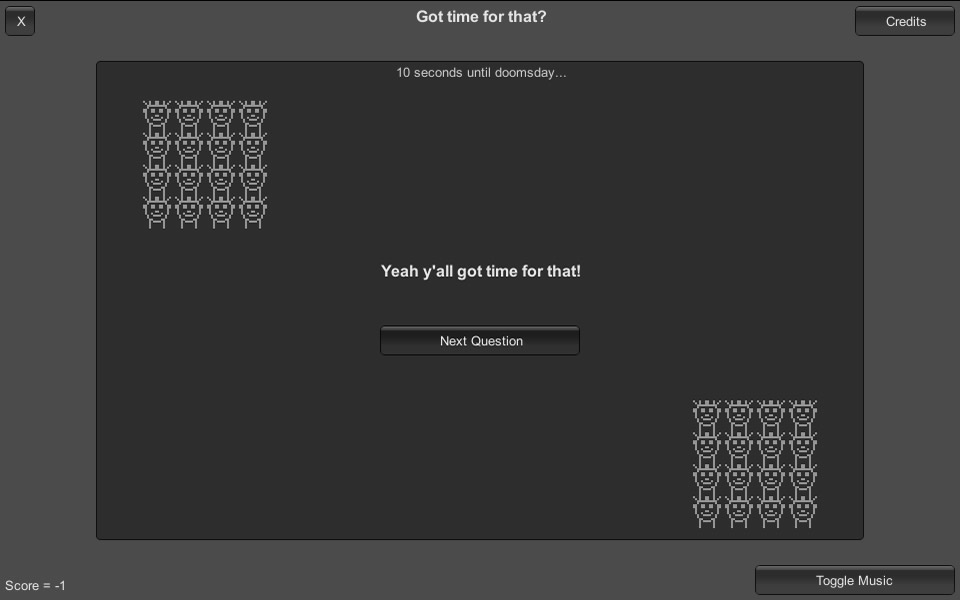 X
Got time for that?
Credits
10 seconds until doomsday...
Yeah y'all got time for that!
Next Question
Score = -1
Toggle Music